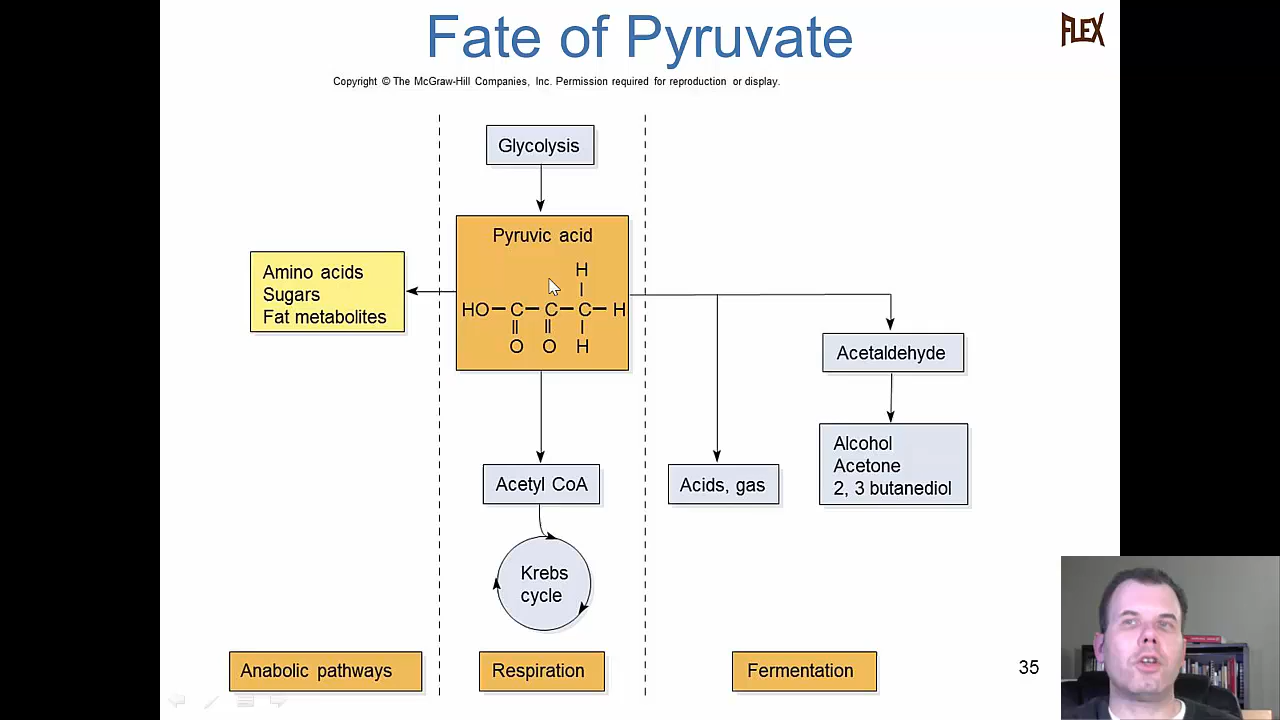 Fate of Pyruvate
FLEX
Copyright © The McGraw-Hill Companies, Inc. Permission required for reproduction or display.
Glycolysis
Pyruvic acid
H
HO C C C H
O O H
Amino acids
Sugars
Fat metabolites
Acetaldehyde
Alcohol
Acetone
2, 3 butanediol
Acetyl CoA
Acids, gas
Krebs
cycle
Anabolic pathways
Respiration
Fermentation
35